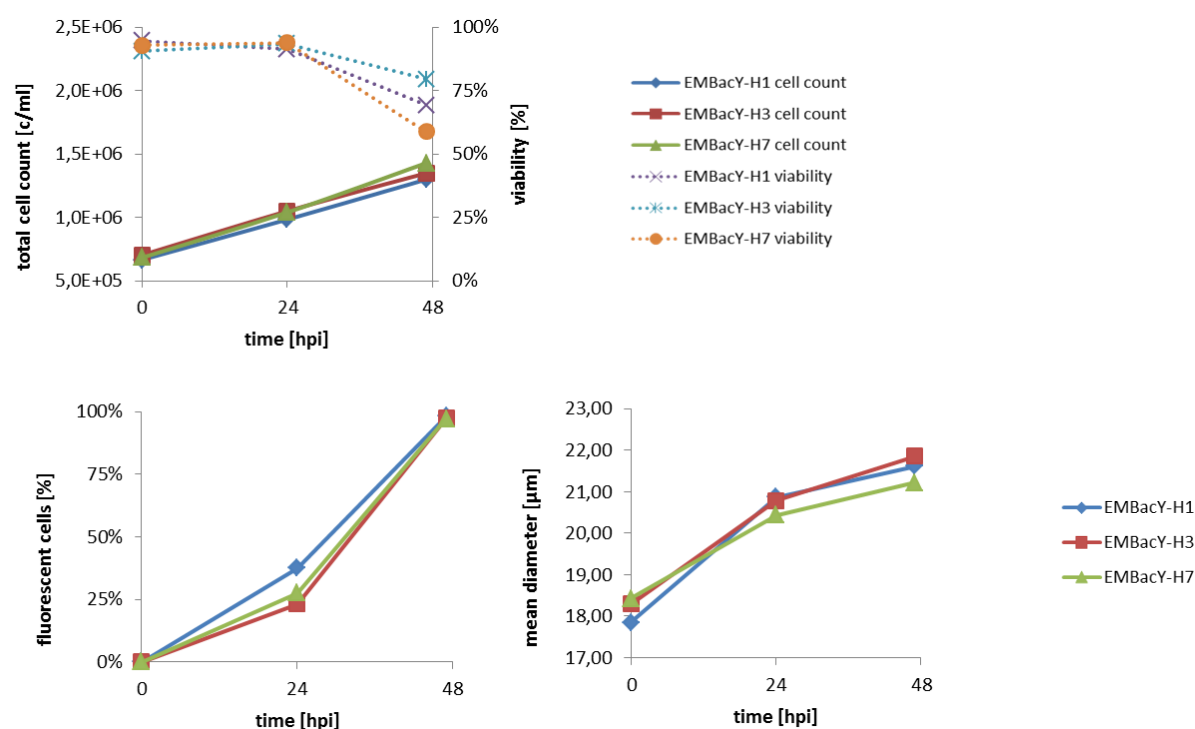 total cell count [c/ml]
2,5E+06
2,0E+06
1,5E+06
1,0E+06
5,0E+05
100%
75%
50%
25%
0%
viability [%]
0
24
48
time [hpi]
EMBacY-H1 cell count
EMBacY-H3 cell count
EMBacY-H7 cell count
EMBacY-H1 viability
EMBacY-H3 viability
EMBacY-H7 viability
fluorescent cells [%]
100%
75%
50%
25%
0%
0
24
48
time [hpi]
mean diameter [µm]
23,00
22,00
21,00
20,00
19,00
18,00
17,00
0
24
48
time [hpi]
EMBacY-H1
EMBacY-H3
EMBacY-H7